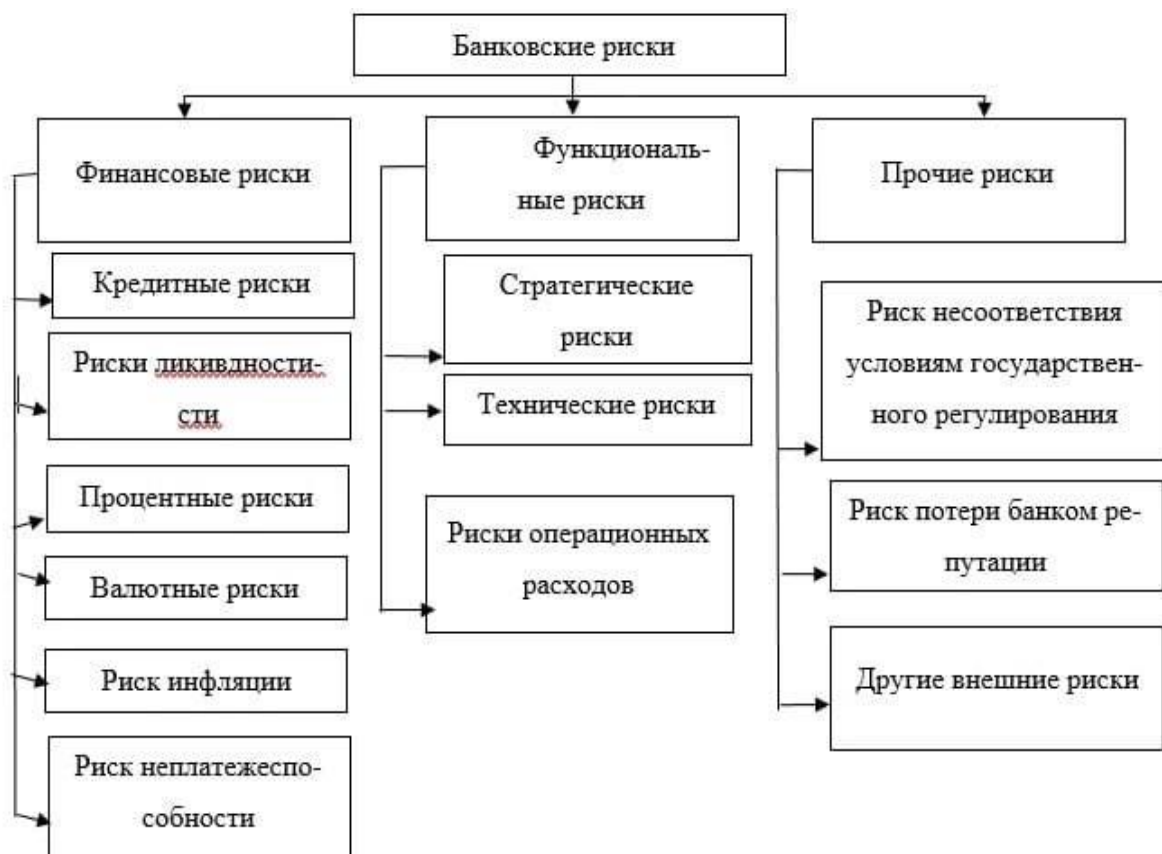 Банковские риски
Финансовые риски
Кредитные риски
Риски ликивдности-
сти
Процентные риски
Валютные риски
Риск инфляции
Риск неплатежеспо-
собности
Функциональ-
ные риски
Стратегические
риски
Технические риски
Риски операционных
расходов
Прочие риски
Риск несоответствия
условиям государствен-
ного регулирования
Риск потери банком ре-
путации
Другие внешние риски